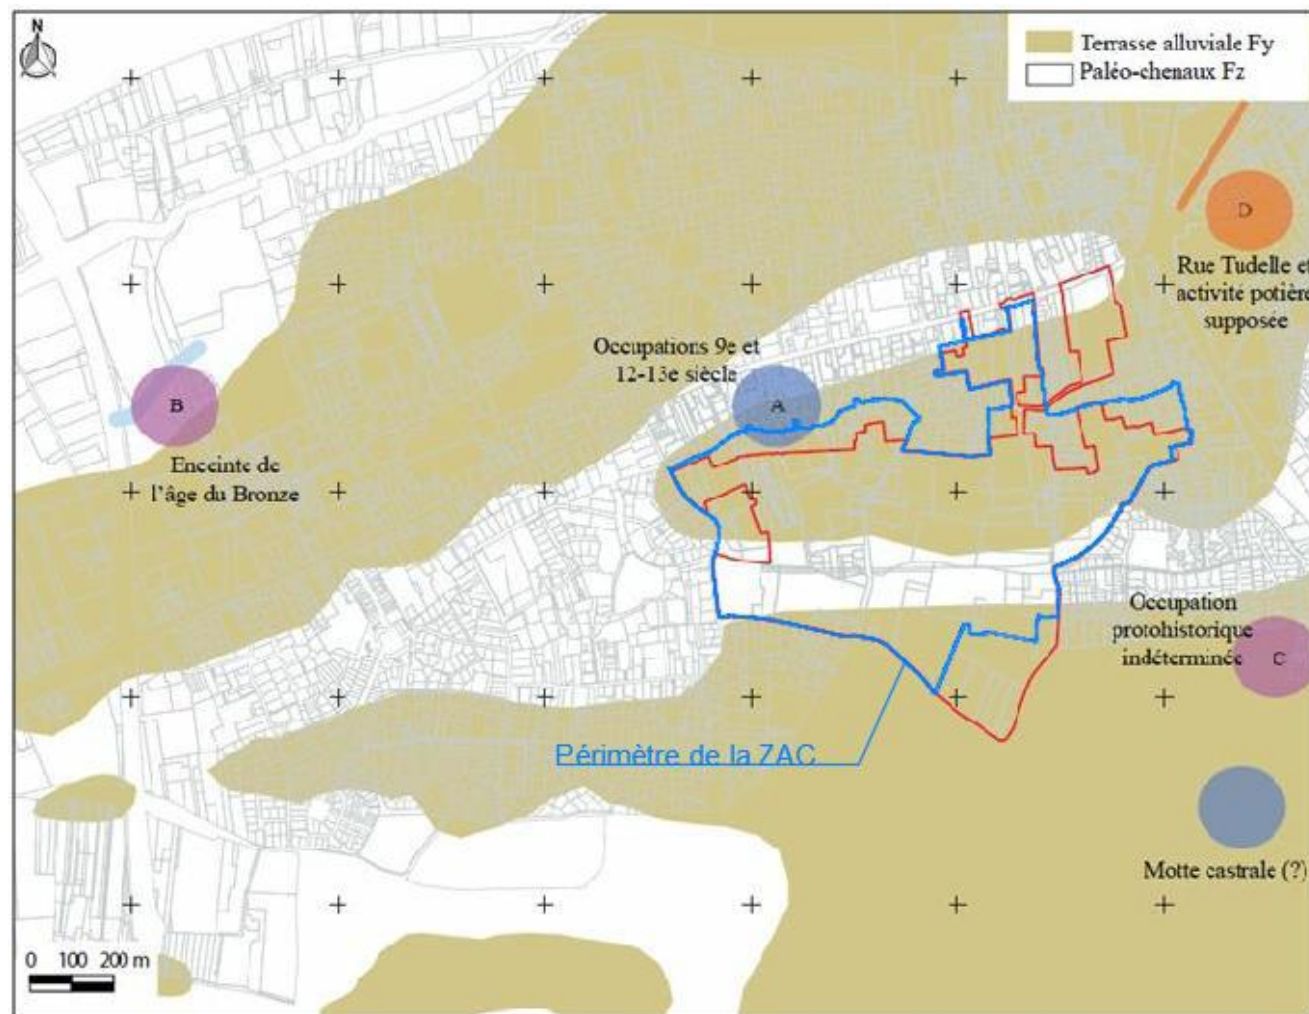 N
Terrasse alluviale Fy
Paléo-chenaux Fz
D
Rue Tudelle et
activité potière
supposée
Occupations 9e et
12-13e siècle
A
B
Enceinte de
l'âge du Bronze
Occupation
protohistorique
indéterminée
C
Périmètre de la ZAC
Motte castrale (?)
0 100 200 m